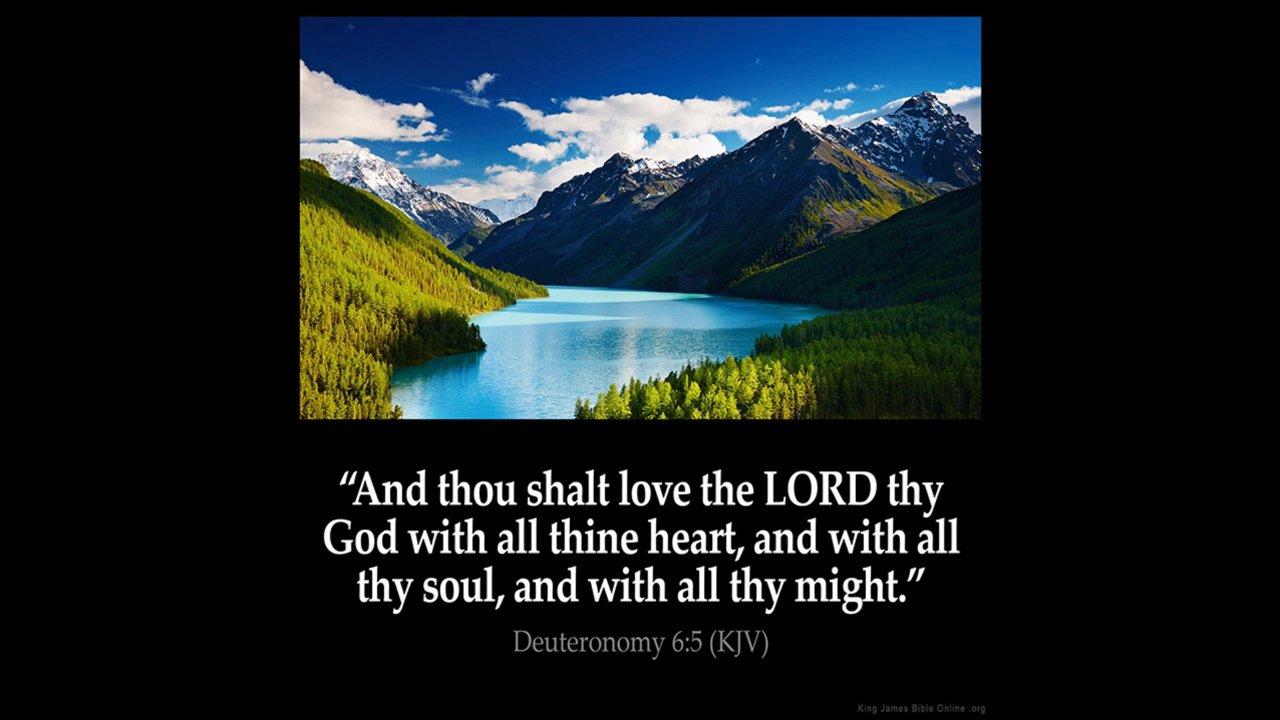 “And thou shalt love the LORD thy
God with all thine heart, and with all
thy soul, and with all thy might.”
Deuteronomy 6:5 (KJV)
King James Bible Online .org